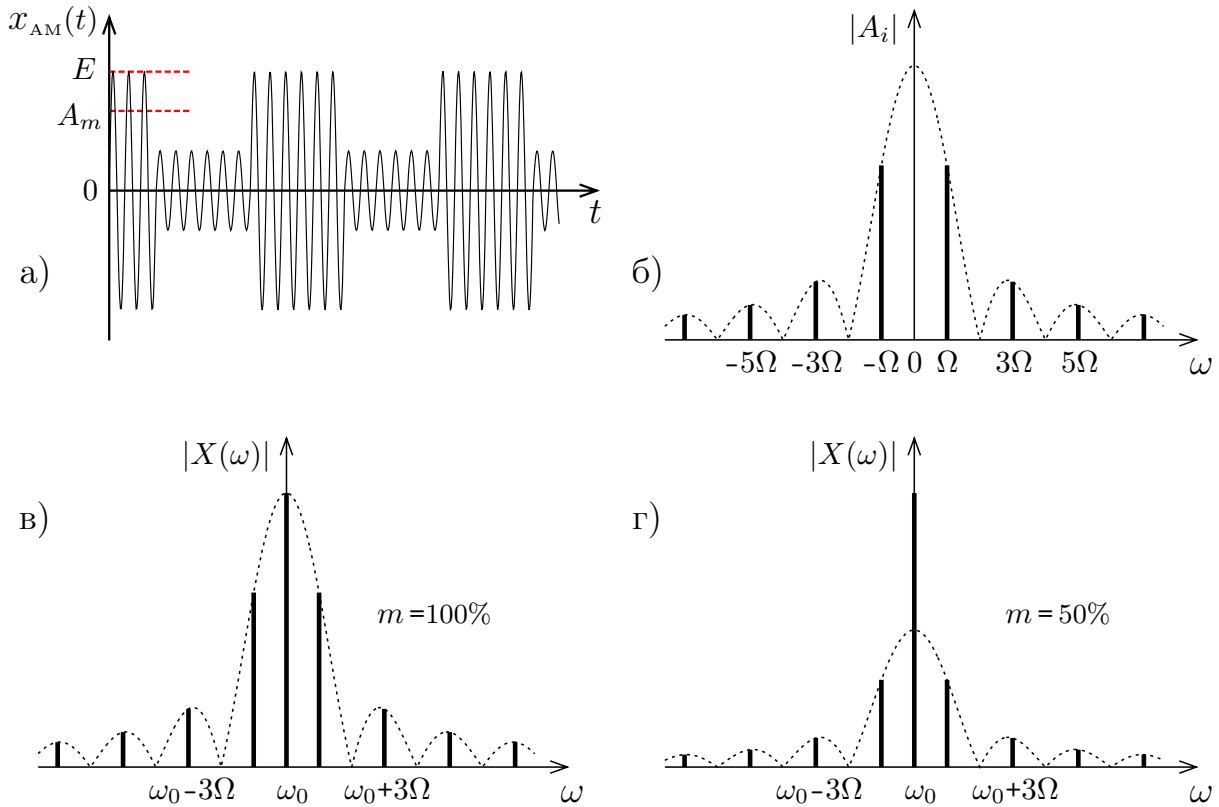 x_AM(t)
E
A_m
0
t
а)
|A_i|
б)
-5Ω -3Ω -Ω 0 Ω 3Ω 5Ω ω
|X(ω)|
в)
m=100%
ω₀-3Ω ω₀ ω₀+3Ω ω
|X(ω)|
г)
m=50%
ω₀-3Ω ω₀ ω₀+3Ω ω